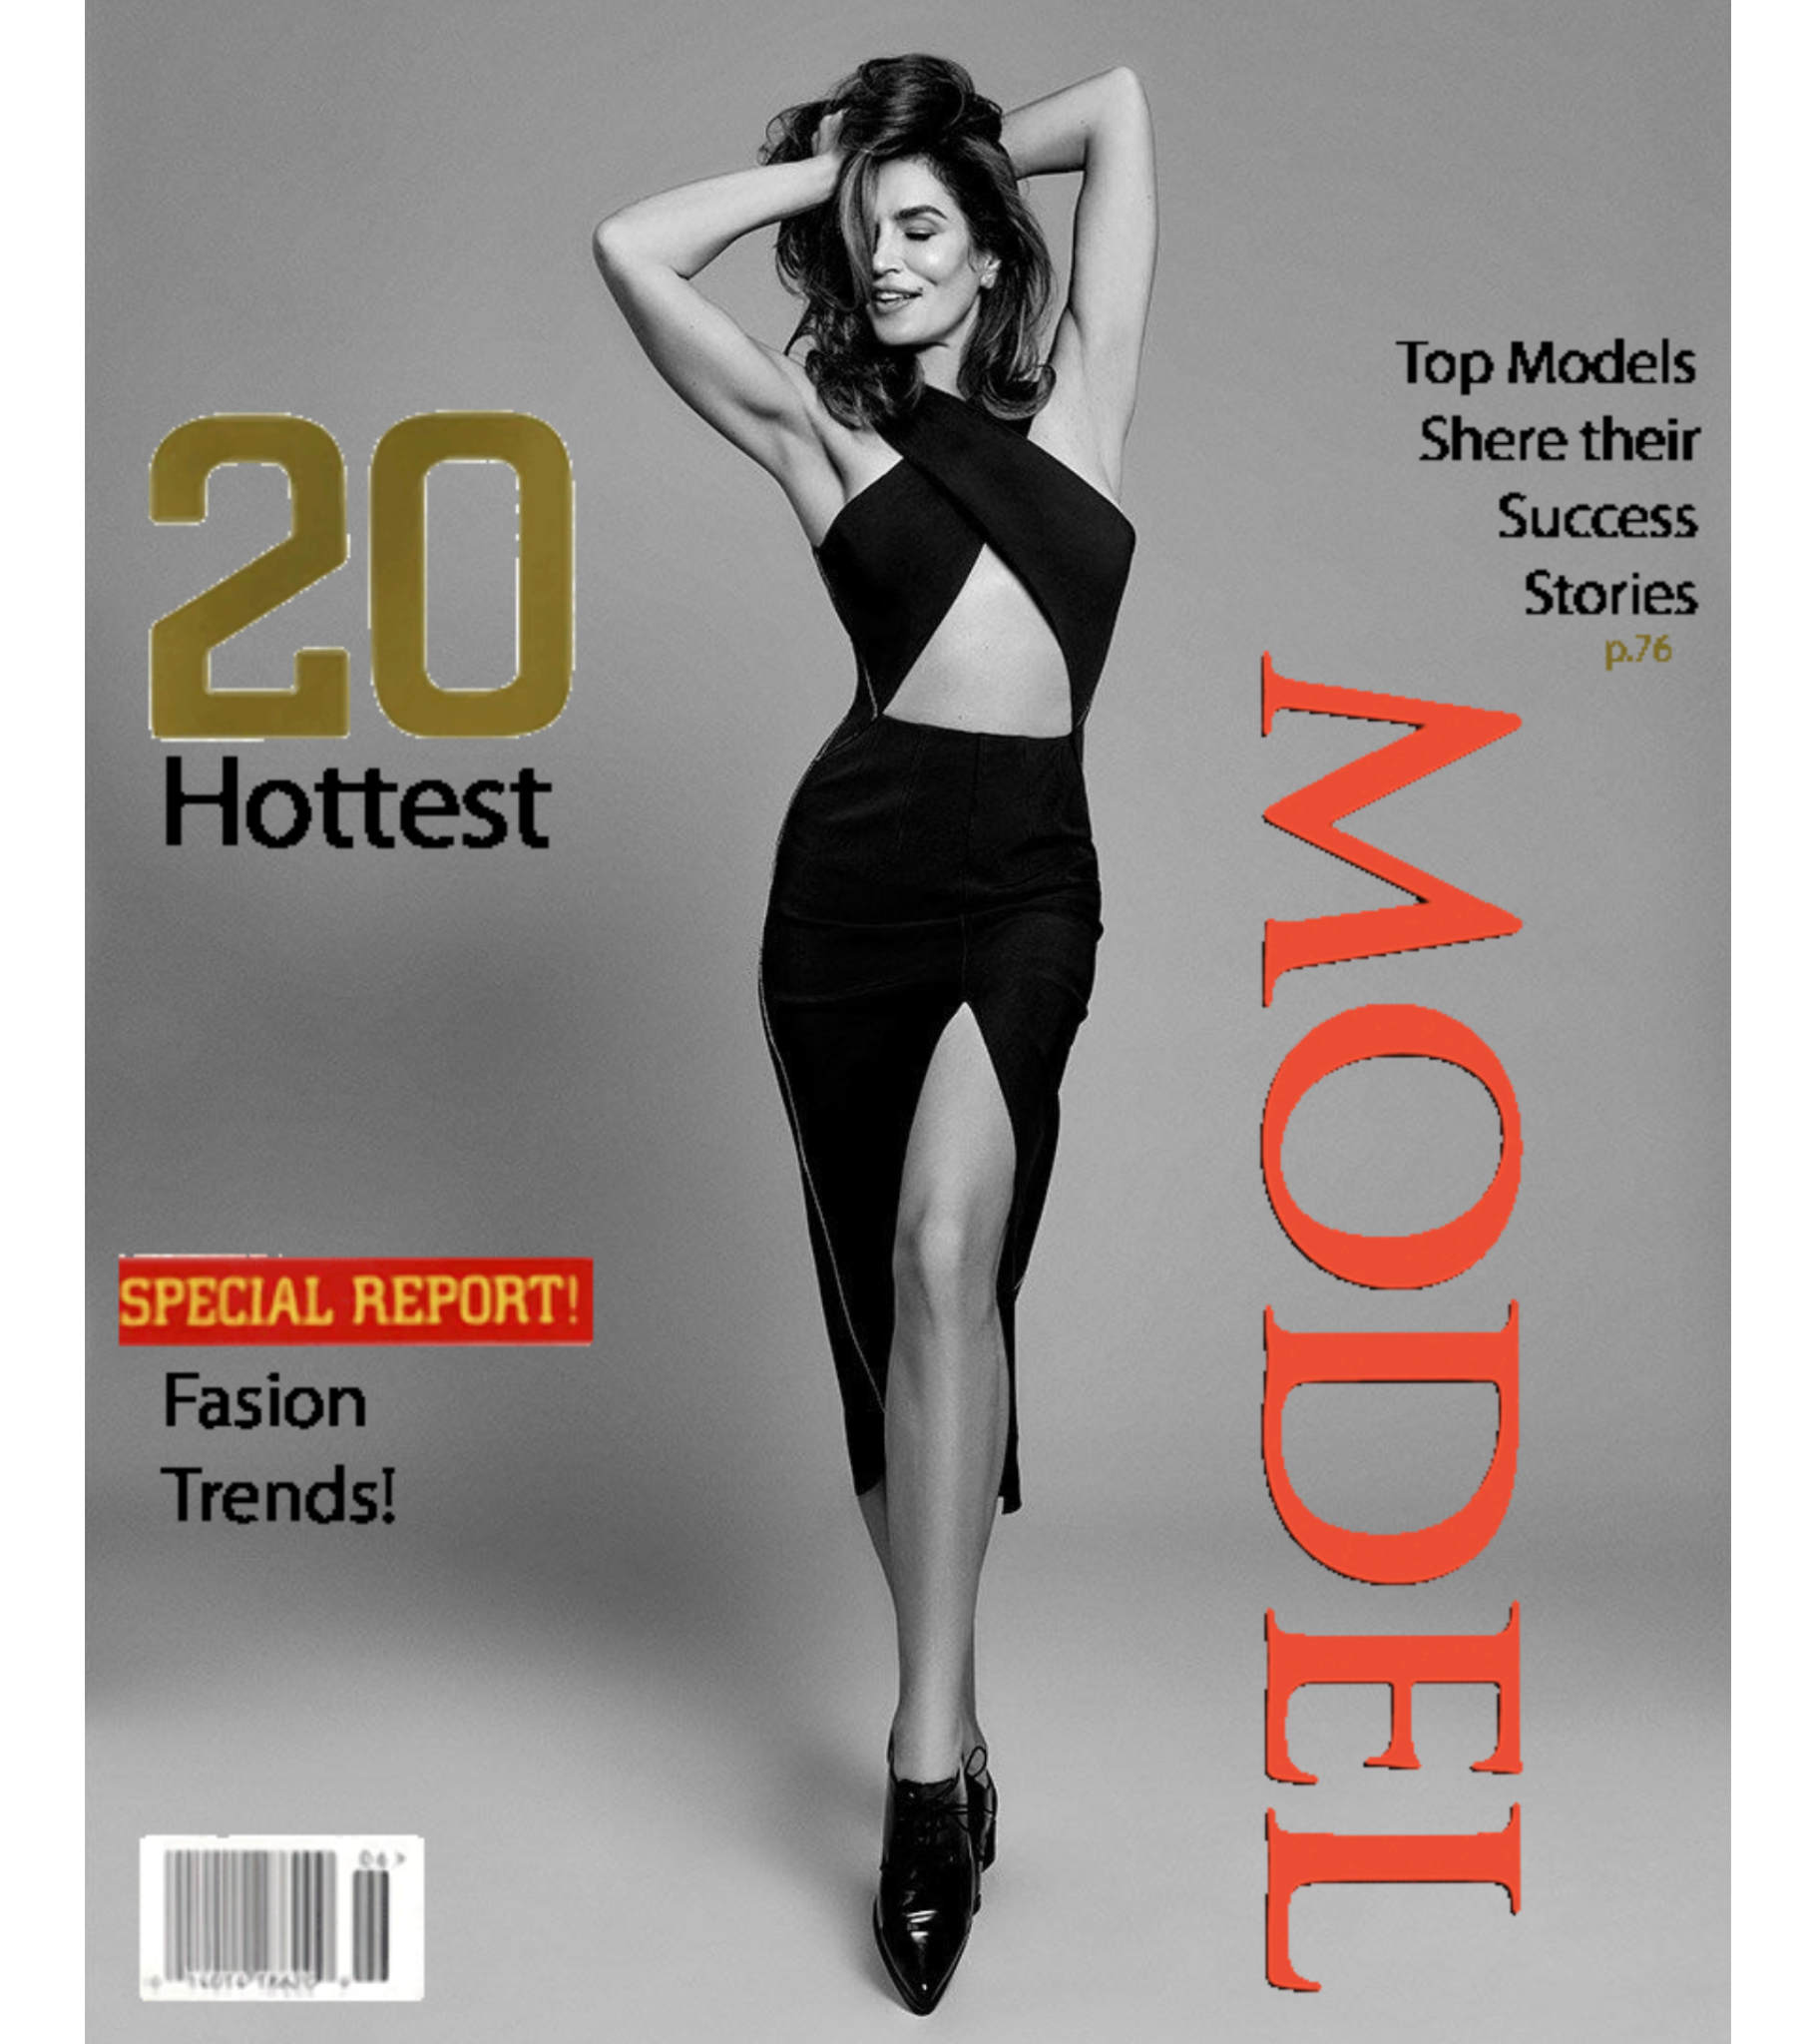 20
Hottest
Top Models
Shere their
Success
Stories
p.76
MODEL
SPECIAL REPORT!
Fasion
Trends!